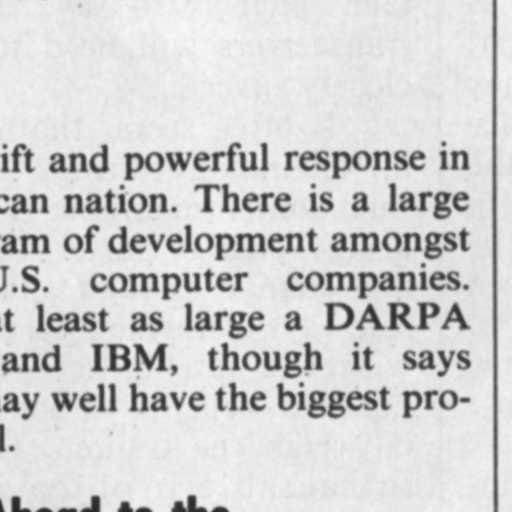 ift and powerful response in
can nation. There is a large
am of development amongst
U.S. computer companies.
t least as large a DARPA
and IBM, though it says
ay well have the biggest pro-
l.
Ahead to the